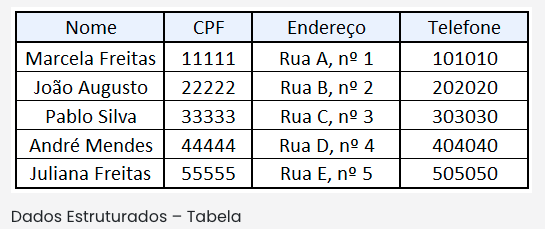 Nome CPF Endereço Telefone
Marcela Freitas 11111 Rua A, nº 1 101010
João Augusto 22222 Rua B, nº 2 202020
Pablo Silva 33333 Rua C, nº 3 303030
André Mendes 44444 Rua D, nº 4 404040
Juliana Freitas 55555 Rua E, nº 5 505050
Dados Estruturados – Tabela